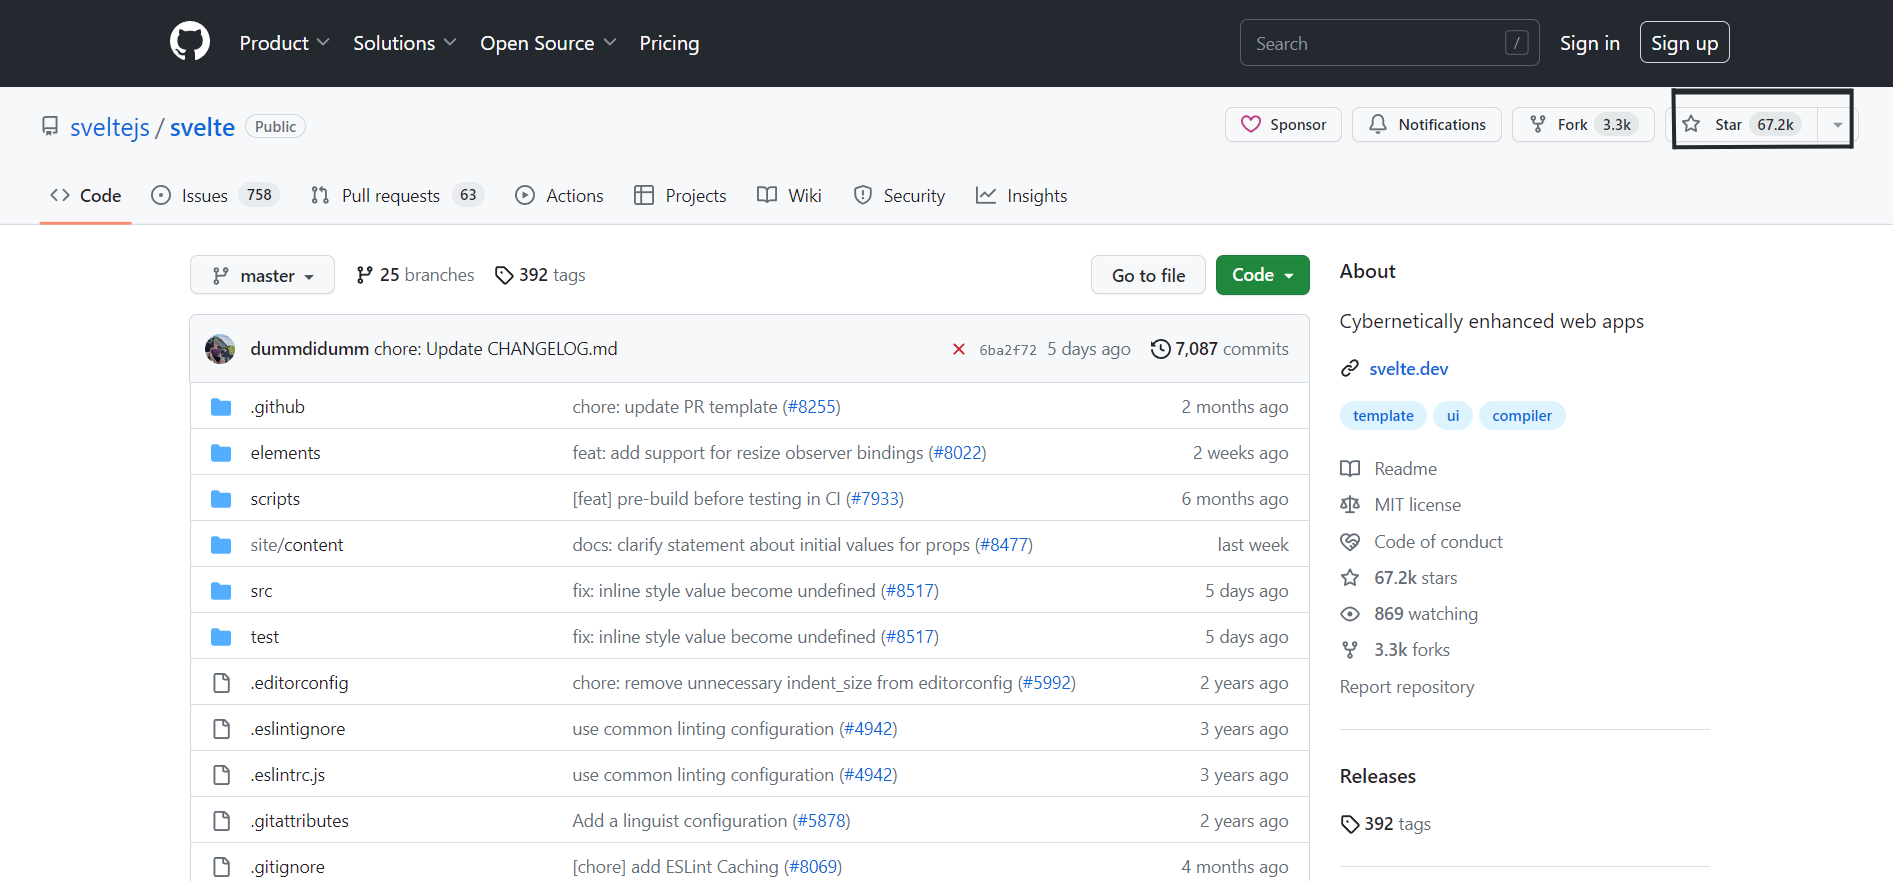 Product Solutions Open Source Pricing Search / Sign in Sign up
sveltejs / svelte Public Sponsor Notifications Fork 3.3k Star 67.2k
Code Issues 758 Pull requests 63 Actions Projects Wiki Security Insights
master 25 branches 392 tags Go to file Code
dummdidumm chore: Update CHANGELOG.md 6ba2f72 5 days ago 7,087 commits
.github chore: update PR template (#8255) 2 months ago
elements feat: add support for resize observer bindings (#8022) 2 weeks ago
scripts [feat] pre-build before testing in CI (#7933) 6 months ago
site/content docs: clarify statement about initial values for props (#8477) last week
src fix: inline style value become undefined (#8517) 5 days ago
test fix: inline style value become undefined (#8517) 5 days ago
.editorconfig chore: remove unnecessary indent_size from editorconfig (#5992) 2 years ago
.eslintignore use common linting configuration (#4942) 3 years ago
.eslintrc.js use common linting configuration (#4942) 3 years ago
.gitattributes Add a linguist configuration (#5878) 2 years ago
.gitignore [chore] add ESLint Caching (#8069) 4 months ago
About
Cybernetically enhanced web apps
svelte.dev
template ui compiler
Readme
MIT license
Code of conduct
67.2k stars
869 watching
3.3k forks
Report repository
Releases
392 tags